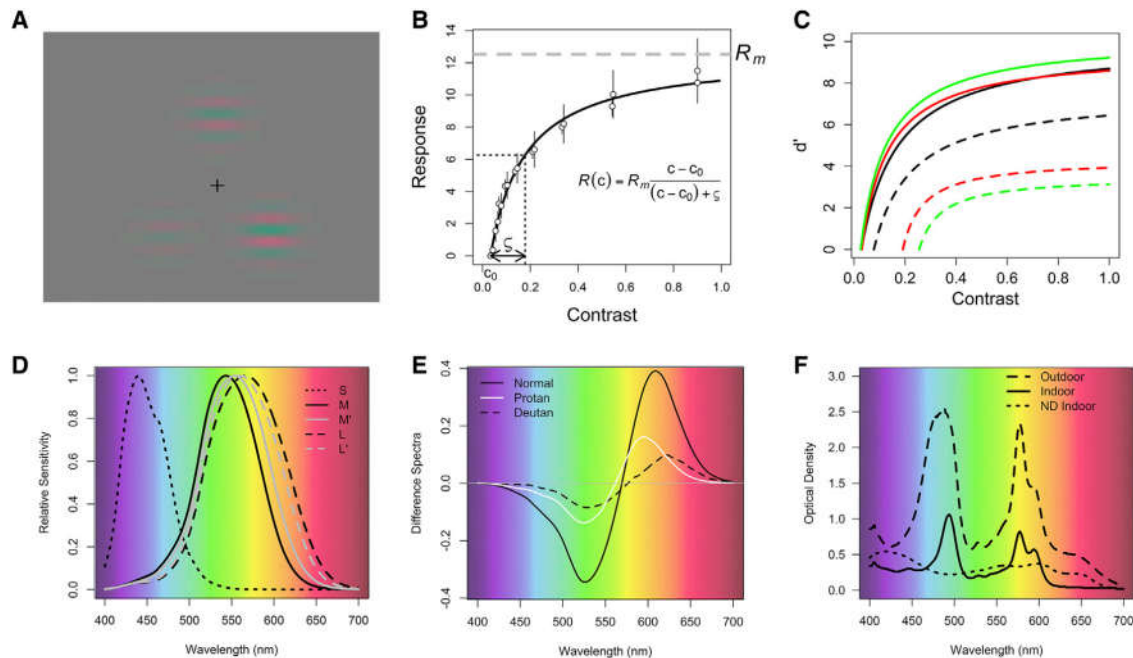 A
B
14
12
10
8
6
4
2
0
Response
R_m
R(c) = R_m (c – c_0) / ((c – c_0) + ς)
ς
c_0
0.0 0.2 0.4 0.6 0.8 1.0
Contrast
C
10
8
6
4
2
0
d'
0.0 0.2 0.4 0.6 0.8 1.0
Contrast
D
1.0
0.8
0.6
0.4
0.2
0.0
Relative Sensitivity
S
M
M'
L
L'
400 450 500 550 600 650 700
Wavelength (nm)
E
0.4
0.2
0.0
-0.2
-0.4
Difference Spectra
Normal
Protan
Deutan
400 450 500 550 600 650 700
Wavelength (nm)
F
3.0
2.5
2.0
1.5
1.0
0.5
0.0
Optical Density
Outdoor
Indoor
ND Indoor
400 450 500 550 600 650 700
Wavelength (nm)